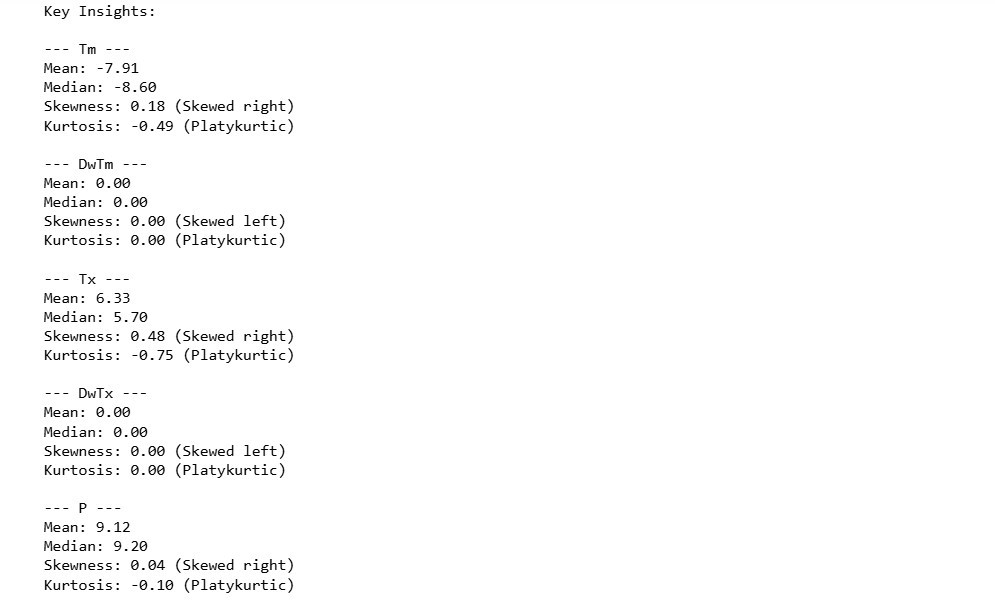 Key Insights:
--- Tm ---
Mean: -7.91
Median: -8.60
Skewness: 0.18 (Skewed right)
Kurtosis: -0.49 (Platykurtic)
--- DwTm ---
Mean: 0.00
Median: 0.00
Skewness: 0.00 (Skewed left)
Kurtosis: 0.00 (Platykurtic)
--- Tx ---
Mean: 6.33
Median: 5.70
Skewness: 0.48 (Skewed right)
Kurtosis: -0.75 (Platykurtic)
--- DwTx ---
Mean: 0.00
Median: 0.00
Skewness: 0.00 (Skewed left)
Kurtosis: 0.00 (Platykurtic)
--- P ---
Mean: 9.12
Median: 9.20
Skewness: 0.04 (Skewed right)
Kurtosis: -0.10 (Platykurtic)